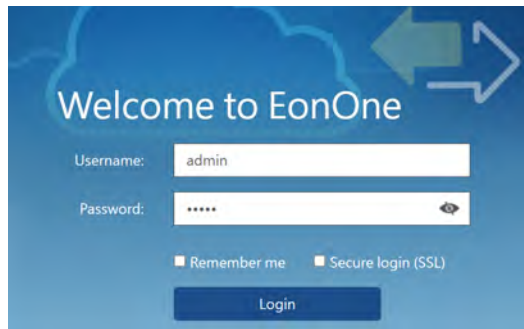 Welcome to EonOne
Username: admin
Password: •••••
Remember me Secure login (SSL)
Login